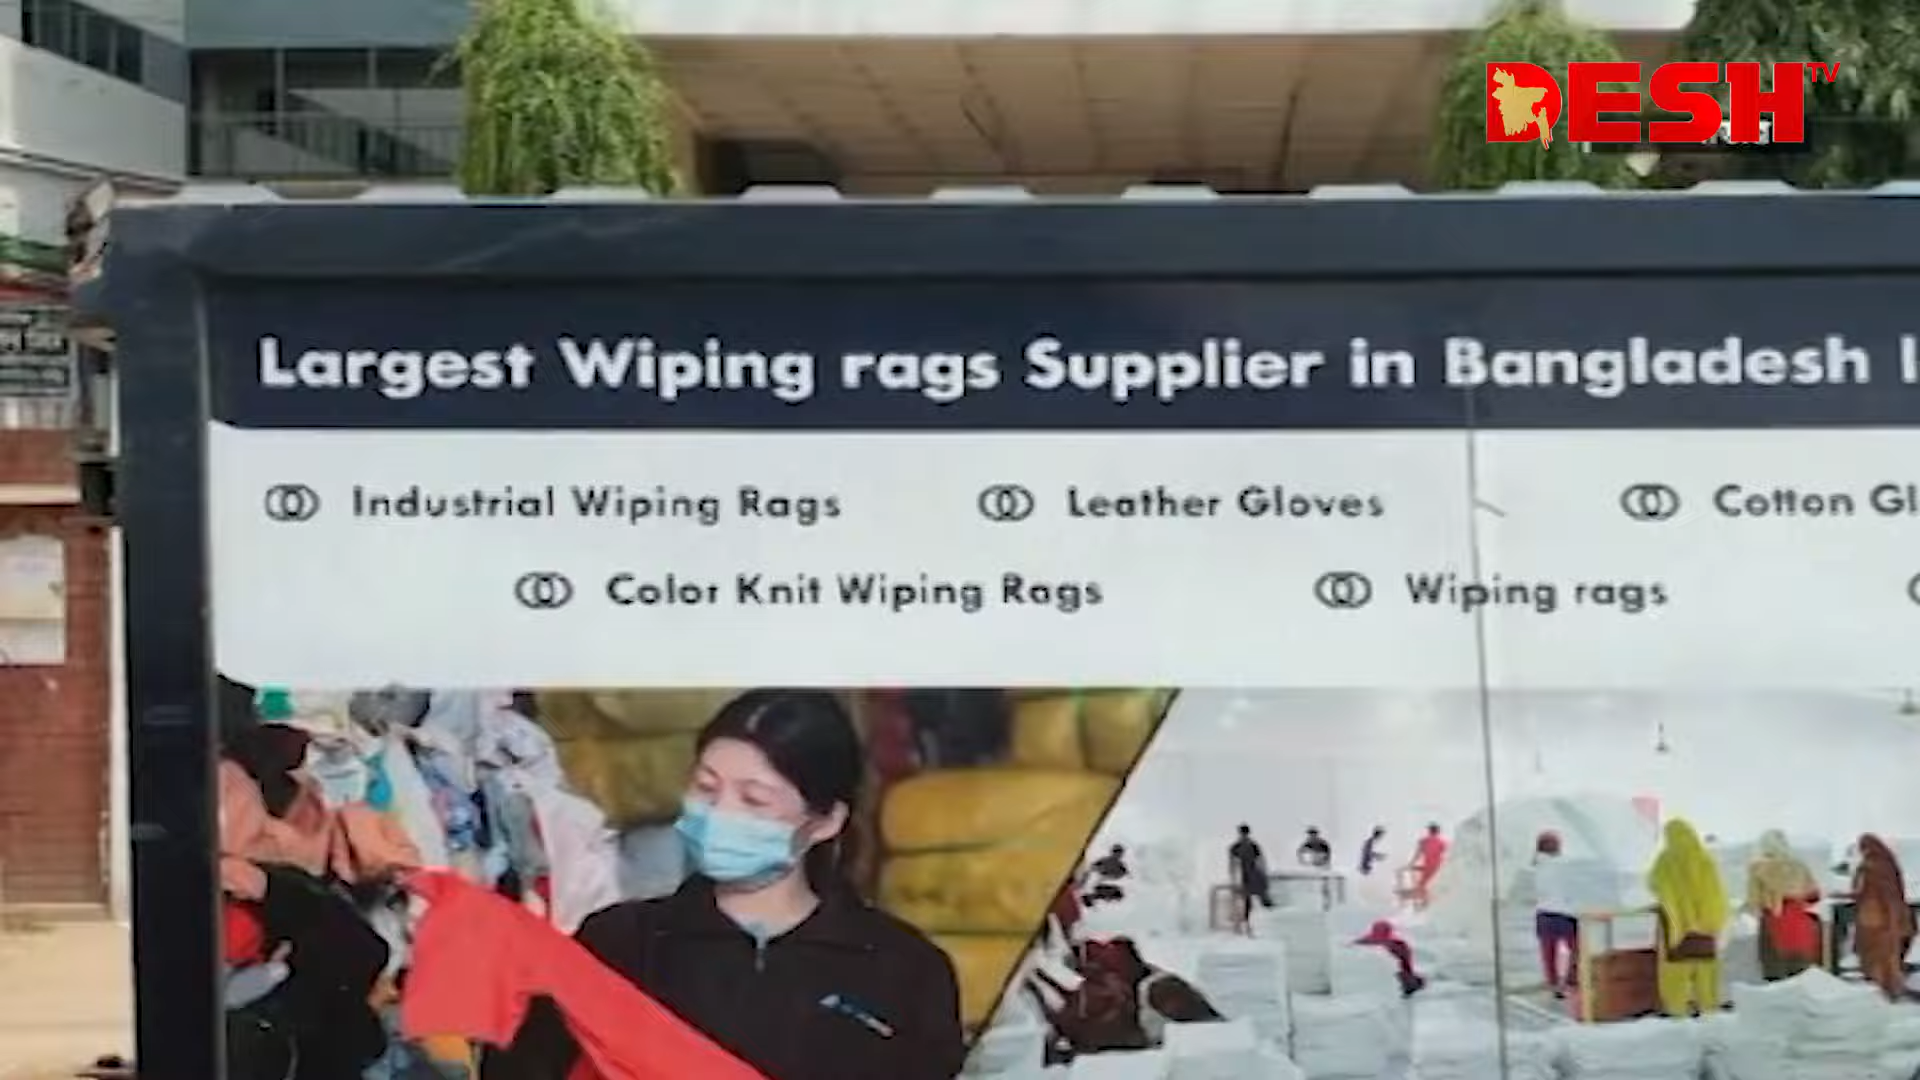 DESH TV
Largest Wiping rags Supplier in Bangladesh
Industrial Wiping Rags
Leather Gloves
Cotton Gl
Color Knit Wiping Rags
Wiping rags